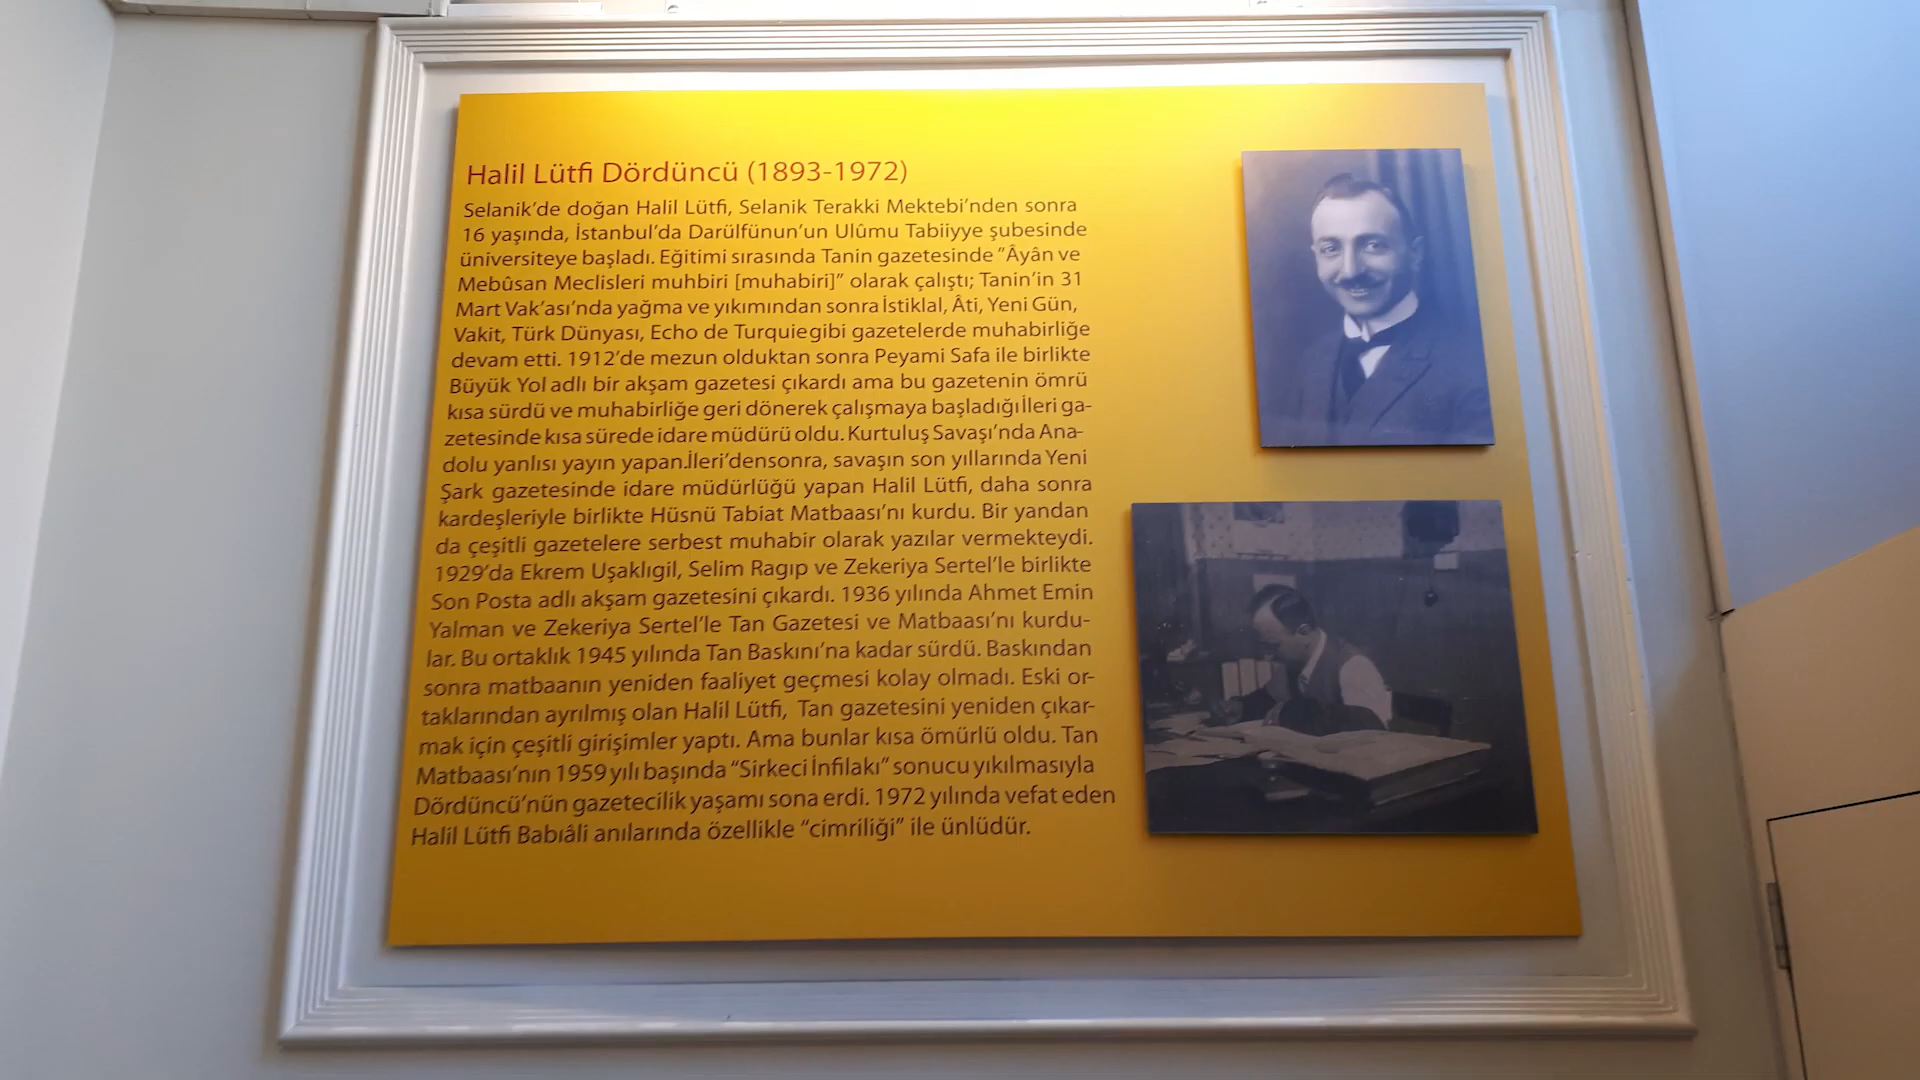 Halil Lütfi Dördüncü (1893-1972)
Selanik’de doğan Halil Lütfi, Selanik Terakki Mektebi’nden sonra
16 yaşında, İstanbul’da Darülfünun’un Ulûmu Tabiiyye şubesinde
üniversiteye başladı. Eğitimi sırasında Tanin gazetesinde ”Âyân ve
Mebûsan Meclisleri muhbiri [muhabiri]” olarak çalıştı; Tanin’in 31
Mart Vak’ası’nda yağma ve yıkımından sonra İstiklal, Âti, Yeni Gün,
Vakit, Türk Dünyası, Echo de Turquiegibi gazetelerde muhabirliğe
devam etti. 1912’de mezun olduktan sonra Peyami Safa ile birlikte
Büyük Yol adlı bir akşam gazetesi çıkardı ama bu gazetenin ömrü
kısa sürdü ve muhabirliğe geri dönerek çalışmaya başladığıİleri ga-
zetesinde kısa sürede idare müdürü oldu. Kurtuluş Savaşı’nda Ana-
dolu yanlısı yayın yapan.İleri’densonra, savaşın son yıllarında Yeni
Şark gazetesinde idare müdürlüğü yapan Halil Lütfi, daha sonra
kardeşleriyle birlikte Hüsnü Tabiat Matbaası’nı kurdu. Bir yandan
da çeşitli gazetelere serbest muhabir olarak yazılar vermekteydi.
1929’da Ekrem Uşaklıgil, Selim Ragıp ve Zekeriya Sertel’le birlikte
Son Posta adlı akşam gazetesini çıkardı. 1936 yılında Ahmet Emin
Yalman ve Zekeriya Sertel’le Tan Gazetesi ve Matbaası’nı kurdu-
lar. Bu ortaklık 1945 yılında Tan Baskını’na kadar sürdü. Baskından
sonra matbaanın yeniden faaliyet geçmesi kolay olmadı. Eski or-
taklarından ayrılmış olan Halil Lütfi, Tan gazetesini yeniden çıkar-
mak için çeşitli girişimler yaptı. Ama bunlar kısa ömürlü oldu. Tan
Matbaası’nın 1959 yılı başında “Sirkeci İnfilakı” sonucu yıkılmasıyla
Dördüncü’nün gazetecilik yaşamı sona erdi. 1972 yılında vefat eden
Halil Lütfi Babıâli anılarında özellikle “cimriliği” ile ünlüdür.